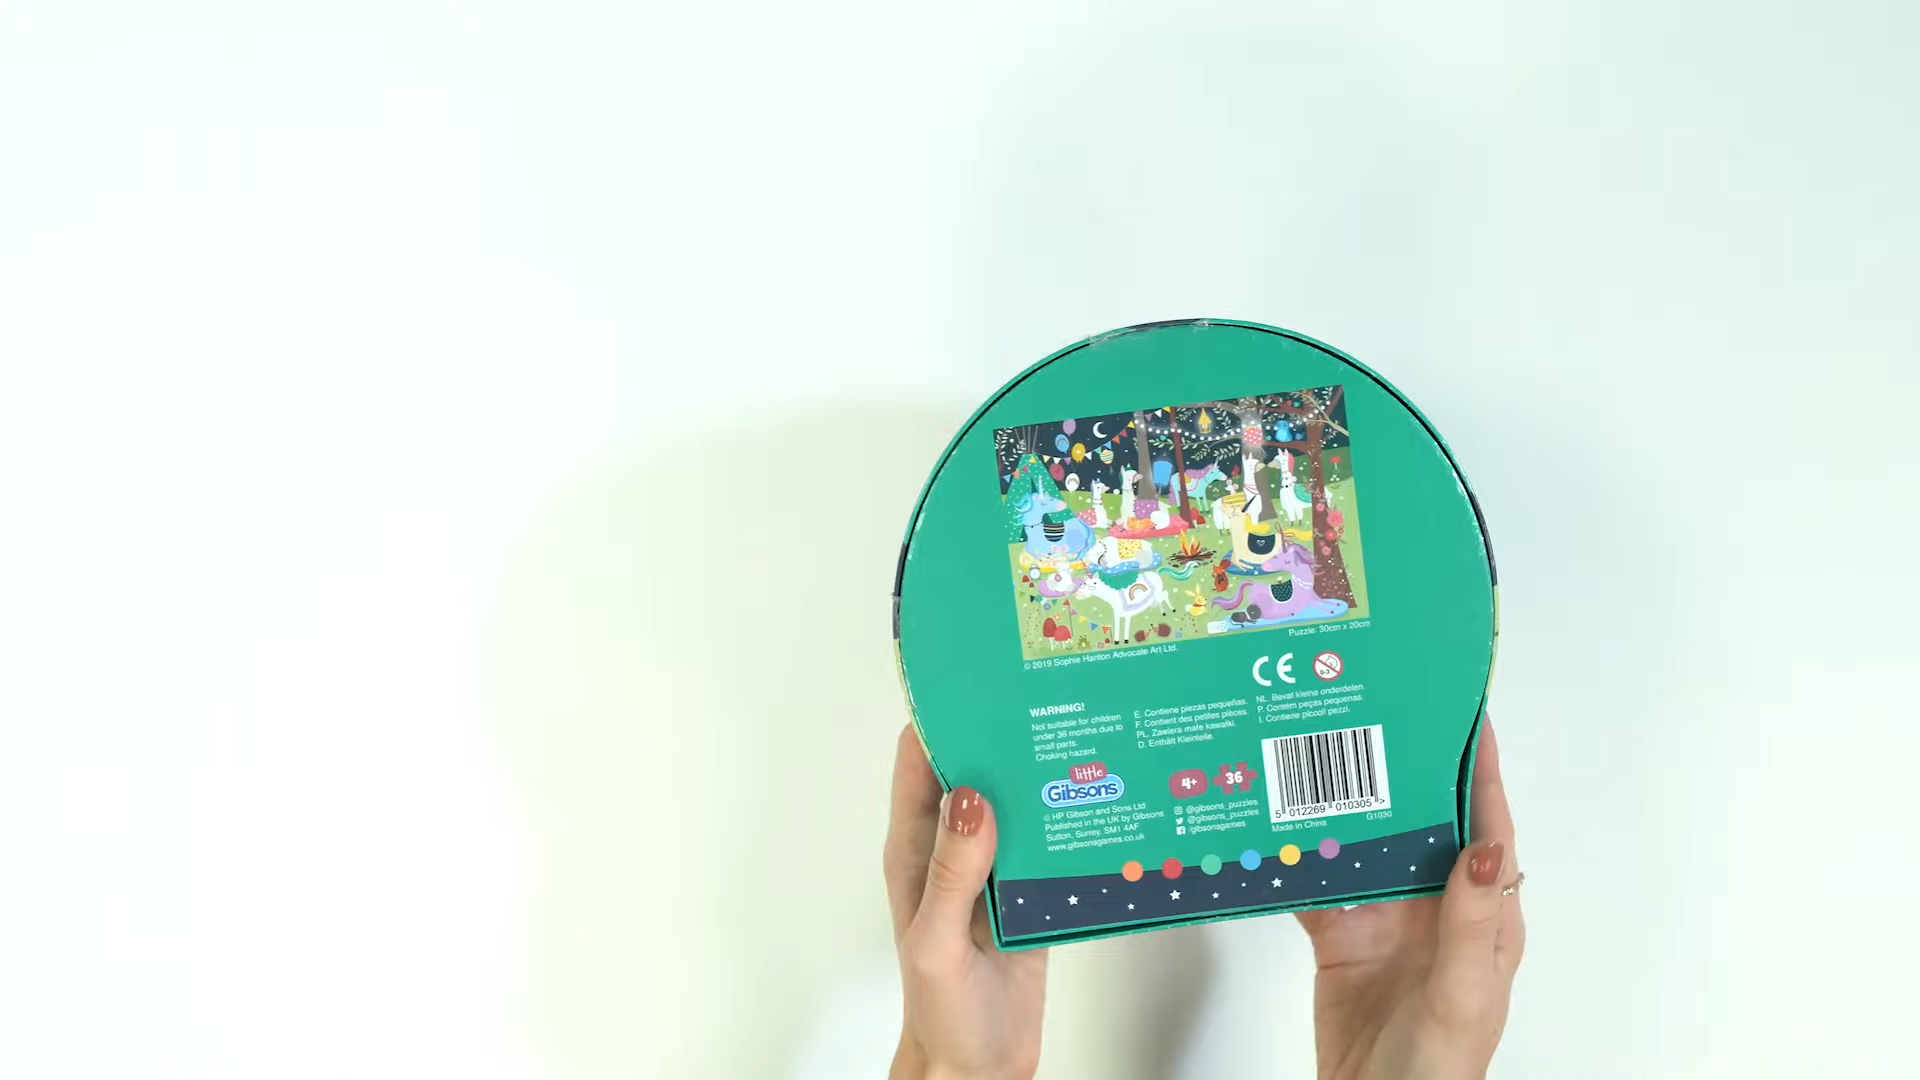 Puzzle: 30cm x 20cm
© 2019 Sophie Hanton Advocate Art Ltd.
CE
0-3
WARNING!
Not suitable for children
under 36 months due to
small parts.
Choking hazard.
E. Contiene piezas pequeñas.
F. Contient des petites pièces.
PL. Zawiera małe kawałki.
D. Enthält Kleinteile.
NL. Bevat kleine onderdelen.
P. Contém peças pequenas.
I. Contiene piccoli pezzi.
little
Gibsons
© HP Gibson and Sons Ltd
Published in the UK by Gibsons
Sutton, Surrey, SM1 4AF
www.gibsonsgames.co.uk
4+
36
@gibsons_puzzles
@gibsons_puzzles
/gibsonsgames
5 012269 010305 >
Made in China
G1030